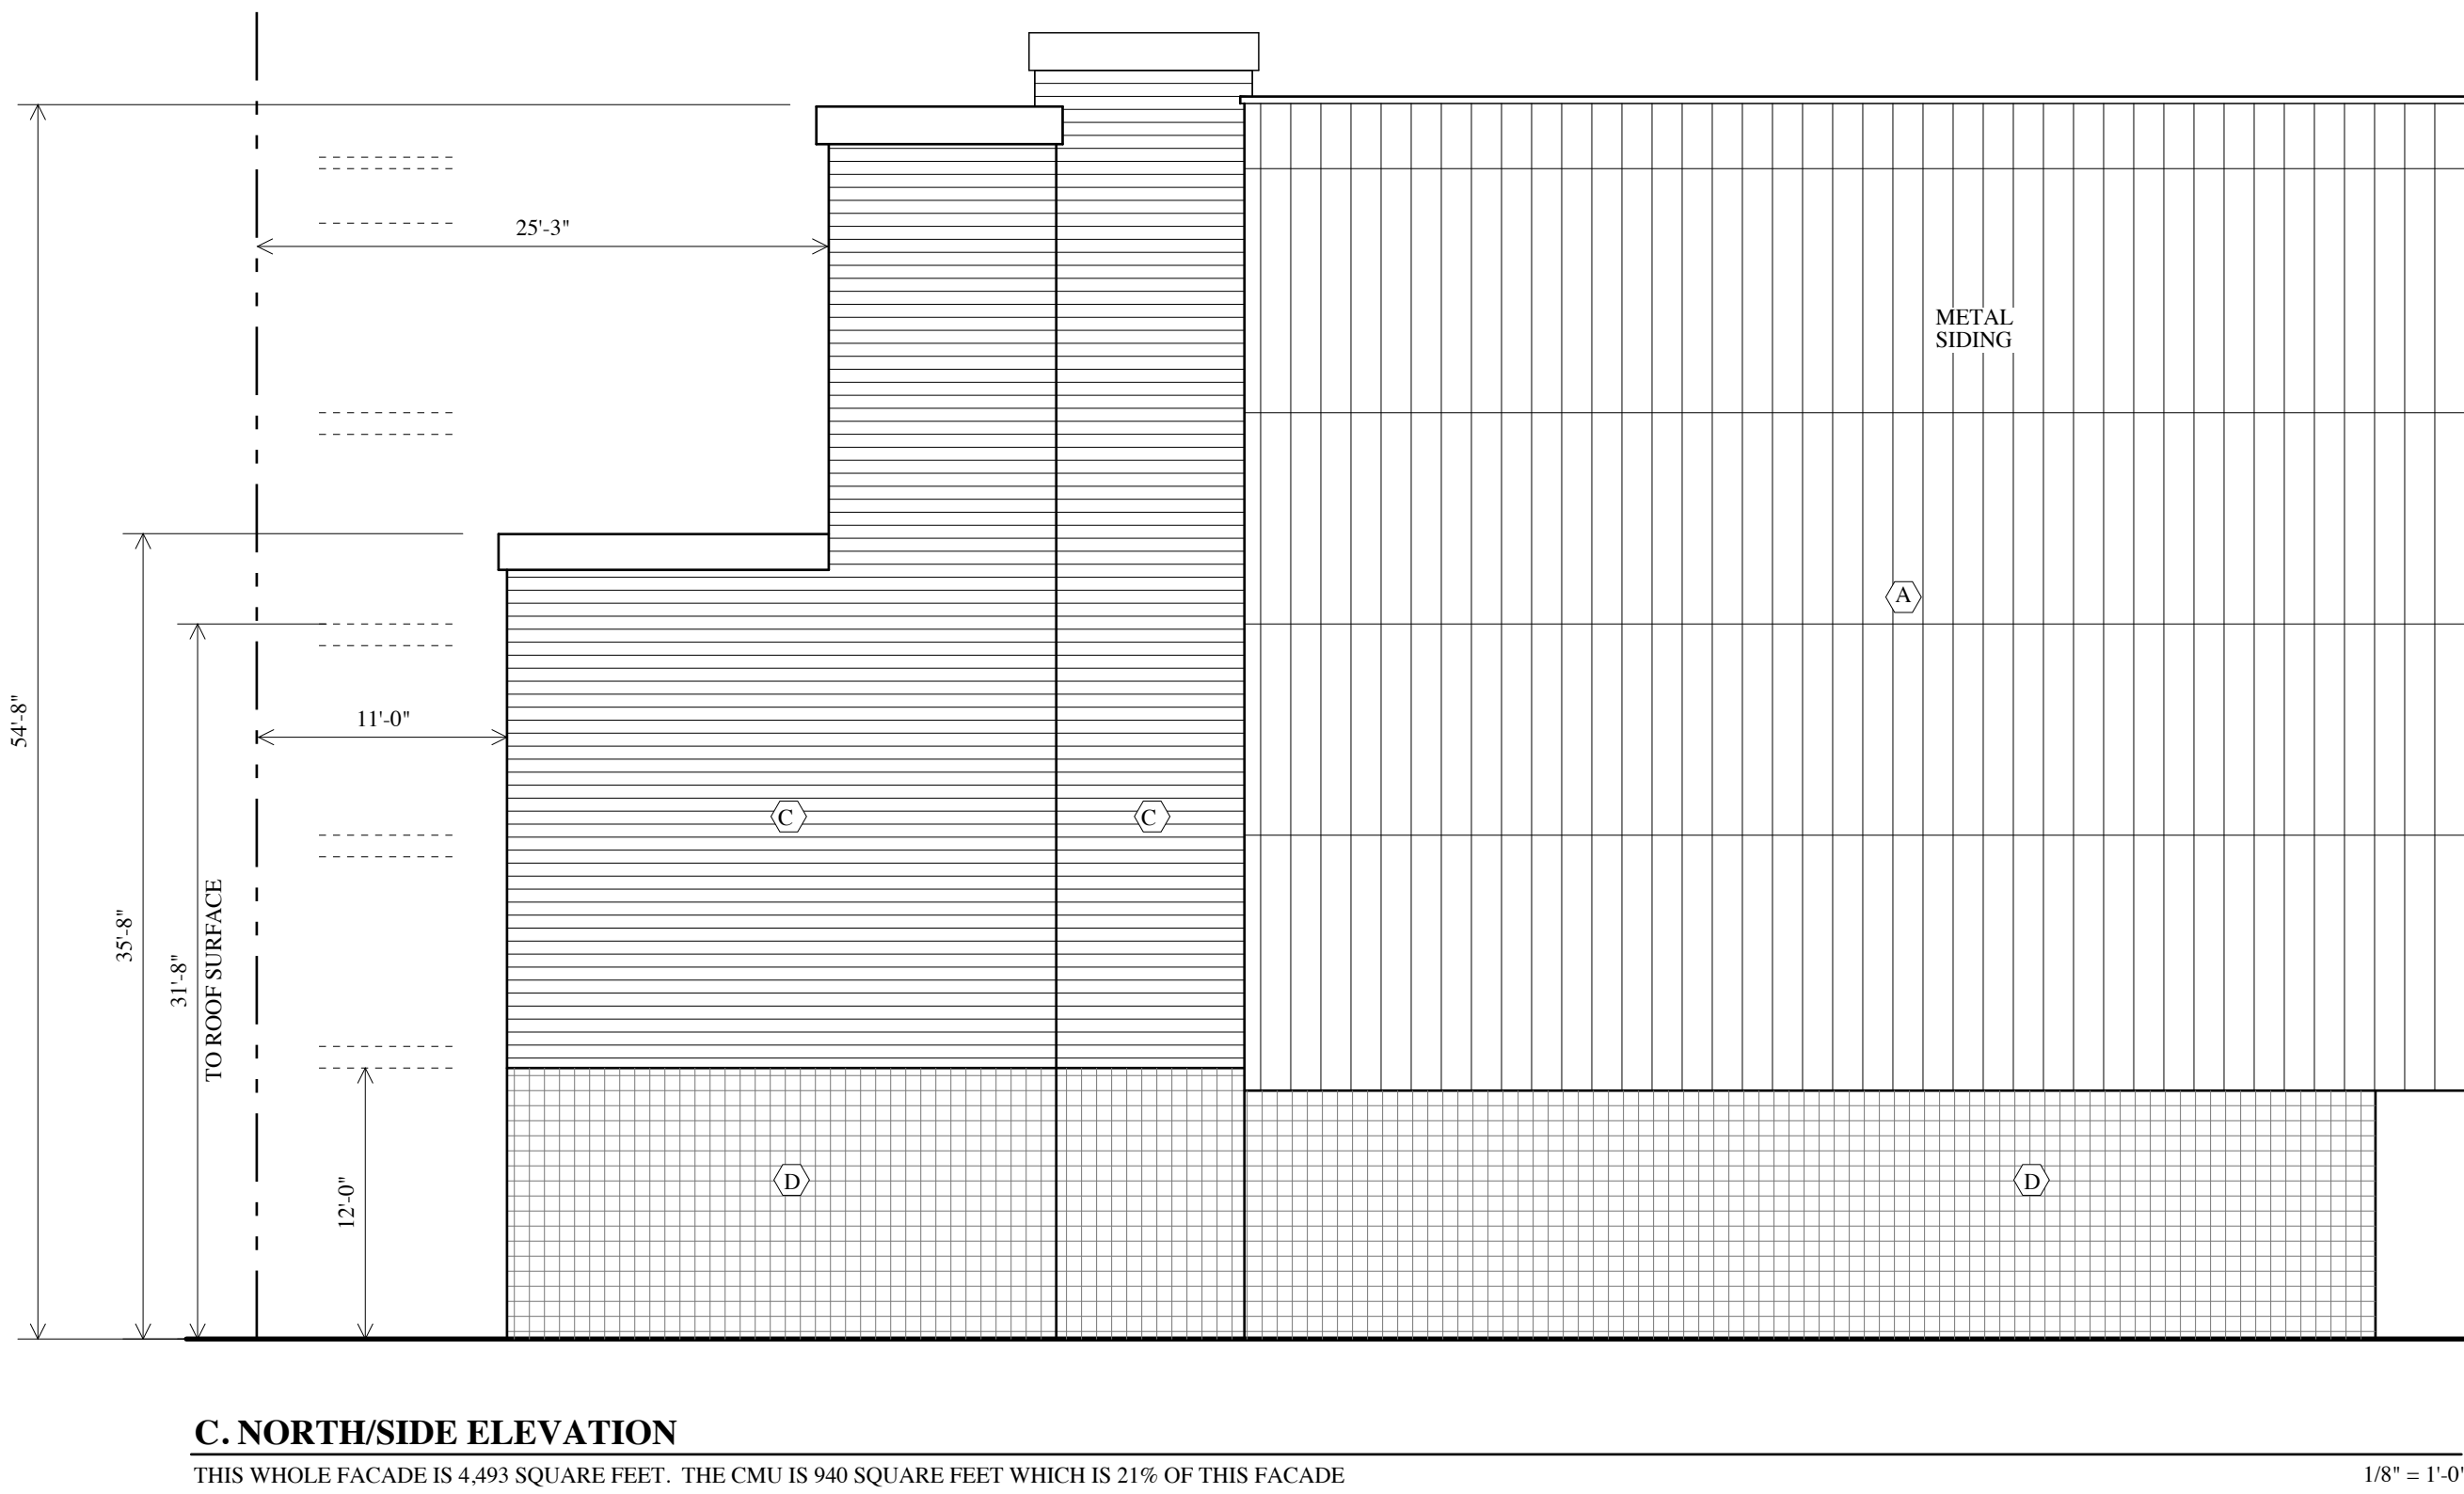 25'-3"
METAL
SIDING
A
54'-8"
11'-0"
C
C
35'-8"
31'-8"
TO ROOF SURFACE
12'-0"
D
D
C. NORTH/SIDE ELEVATION
THIS WHOLE FACADE IS 4,493 SQUARE FEET. THE CMU IS 940 SQUARE FEET WHICH IS 21% OF THIS FACADE
1/8" = 1'-0"